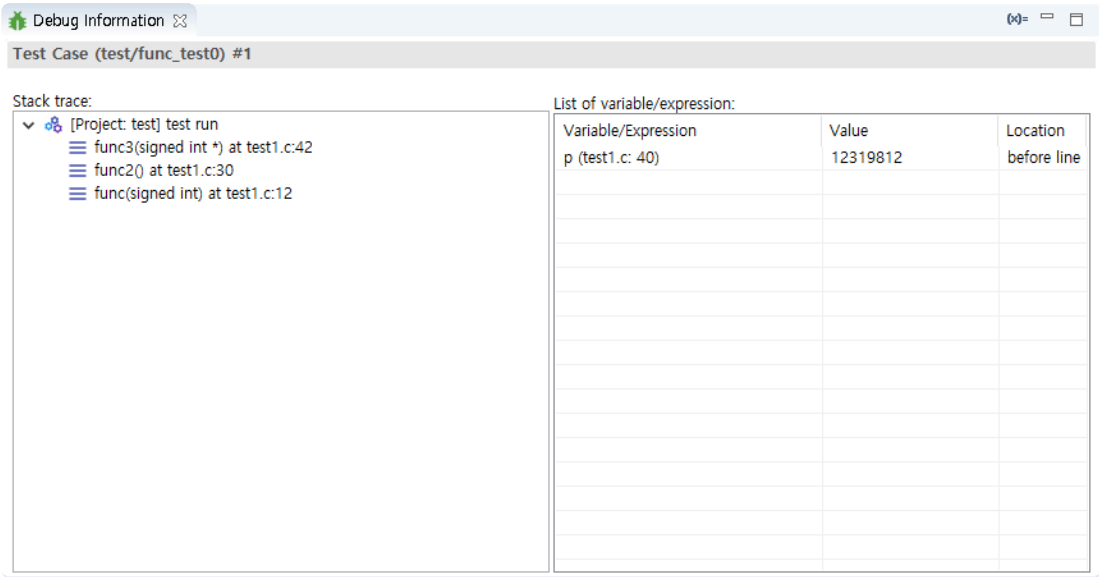 Debug Information
(x)=
Test Case (test/func_test0) #1
Stack trace:
[Project: test] test run
func3(signed int *) at test1.c:42
func2() at test1.c:30
func(signed int) at test1.c:12
List of variable/expression:
Variable/Expression Value Location
p (test1.c: 40) 12319812 before line